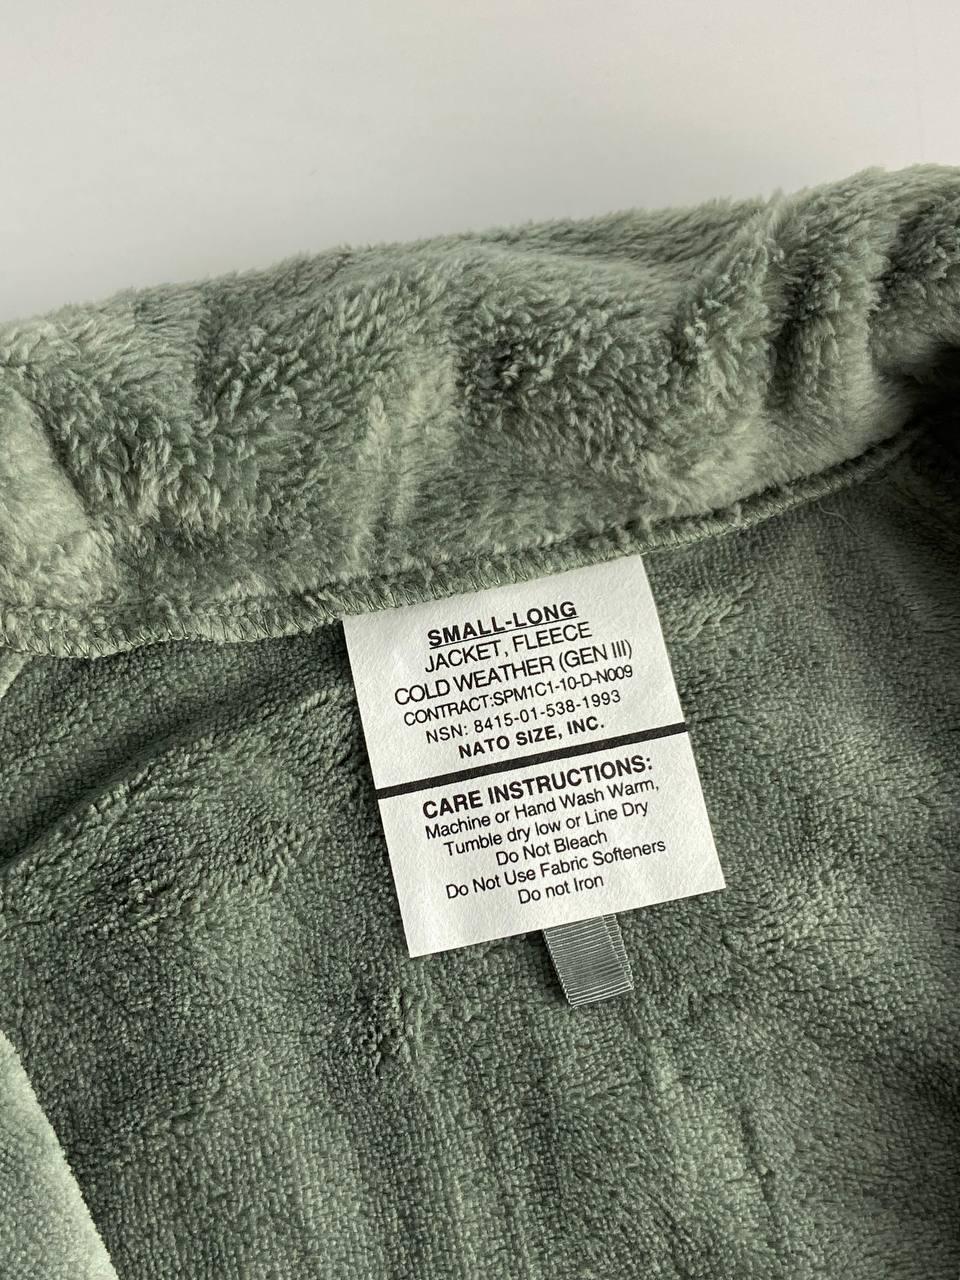 SMALL-LONG
JACKET, FLEECE
COLD WEATHER (GEN III)
CONTRACT:SPM1C1-10-D-N009
NSN: 8415-01-538-1993
NATO SIZE, INC.
CARE INSTRUCTIONS:
Machine or Hand Wash Warm,
Tumble dry low or Line Dry
Do Not Bleach
Do Not Use Fabric Softeners
Do not Iron